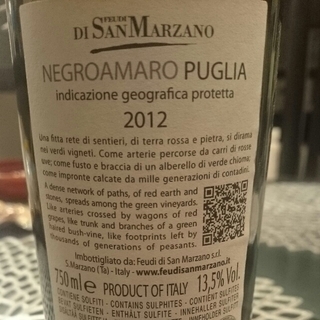 FEUDI
DI SAN MARZANO
NEGROAMARO PUGLIA
indicazione geografica protetta
2012
Una fitta rete di sentieri, di terra rossa e pietra, si dirama
nei verdi vigneti. Come arterie percorse da carri di rosse
uve; come fusto e braccia di un alberello di verde chioma;
come impronte calcate da mille generazioni di contadini.
A dense network of paths, of red earth and
stones, spreads among the green vineyards.
Like arteries crossed by wagons of red
grapes; like trunk and branches of a green
haired bush-vine, like footprints left by
thousands of generations of peasants.
Imbottigliato da: Feudi di San Marzano s.r.l.
S.Marzano (Ta) - Italy - www.feudisanmarzano.it
750 ml e PRODUCT OF ITALY 13,5% Vol.
CONTIENE SOLFITI - CONTAINS SULPHITES - CONTIENT SULFITES
BEVAT SULFIETEN - ENTHÄLT SULFITE - INNEHÅLLER SULFITER